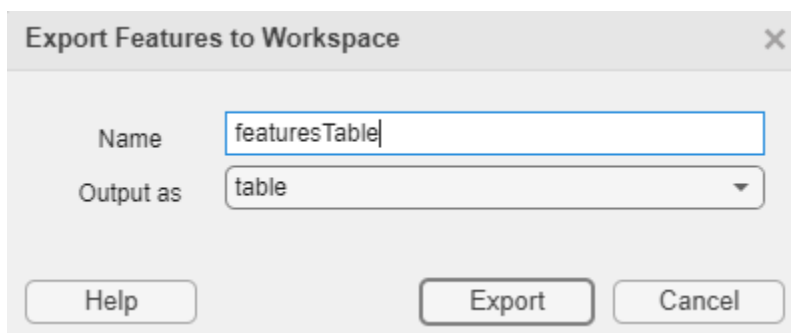 Export Features to Workspace
Name featuresTable
Output as table
Help Export Cancel